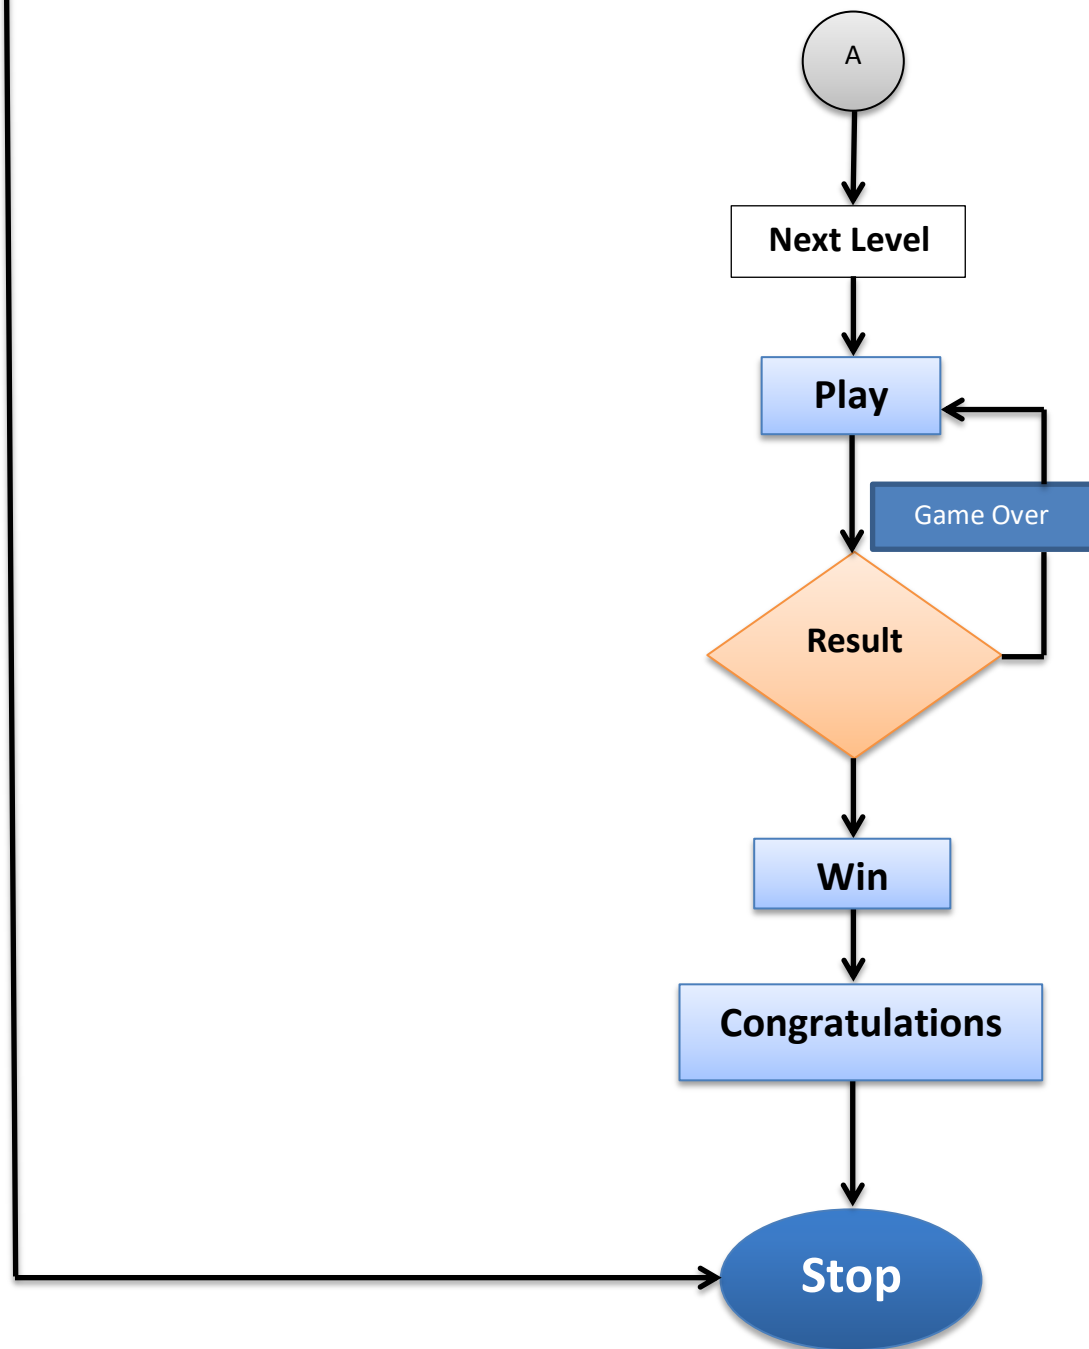 A
Next Level
Play
Game Over
Result
Win
Congratulations
Stop